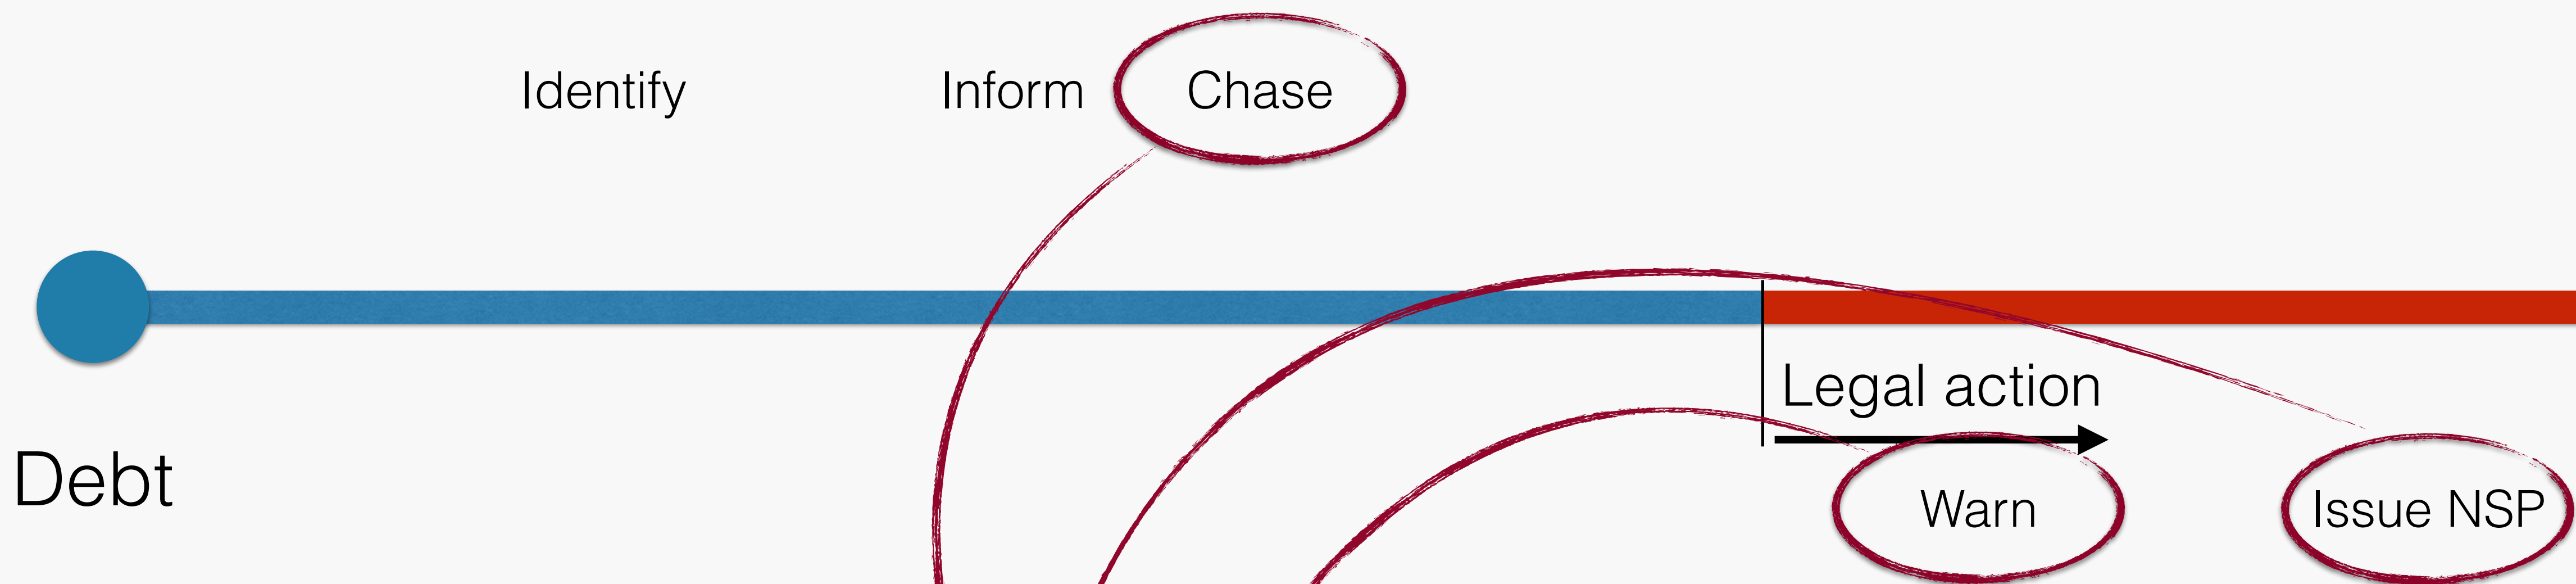 Identify
Inform
Chase
Legal action
Debt
Warn
Issue NSP